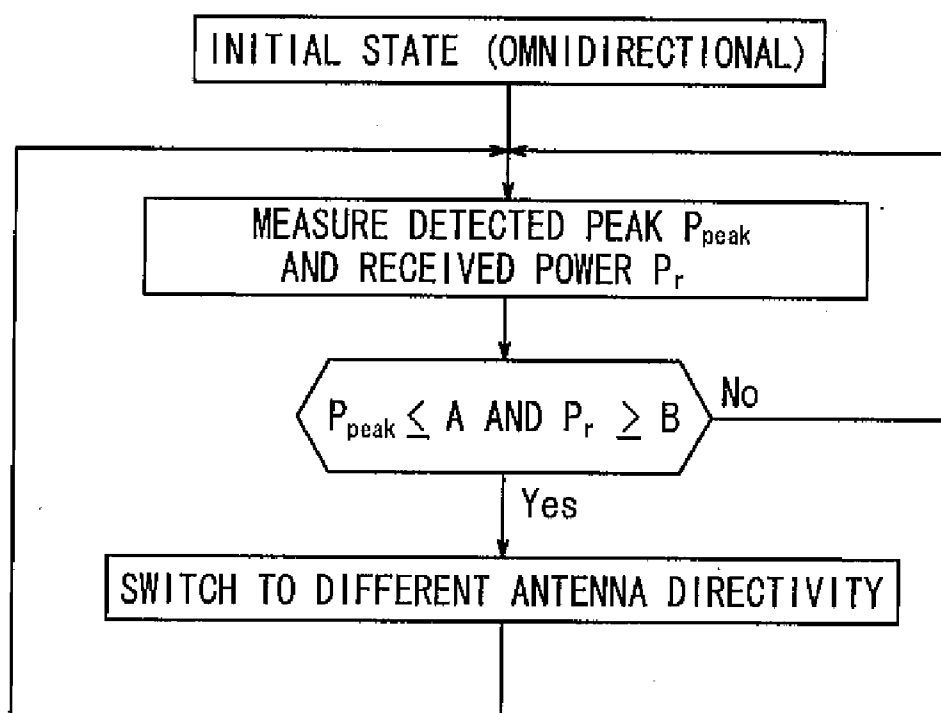 INITIAL STATE (OMNIDIRECTIONAL)
MEASURE DETECTED PEAK Ppeak
AND RECEIVED POWER Pr
Ppeak ≤ A AND Pr ≥ B
No
Yes
SWITCH TO DIFFERENT ANTENNA DIRECTIVITY